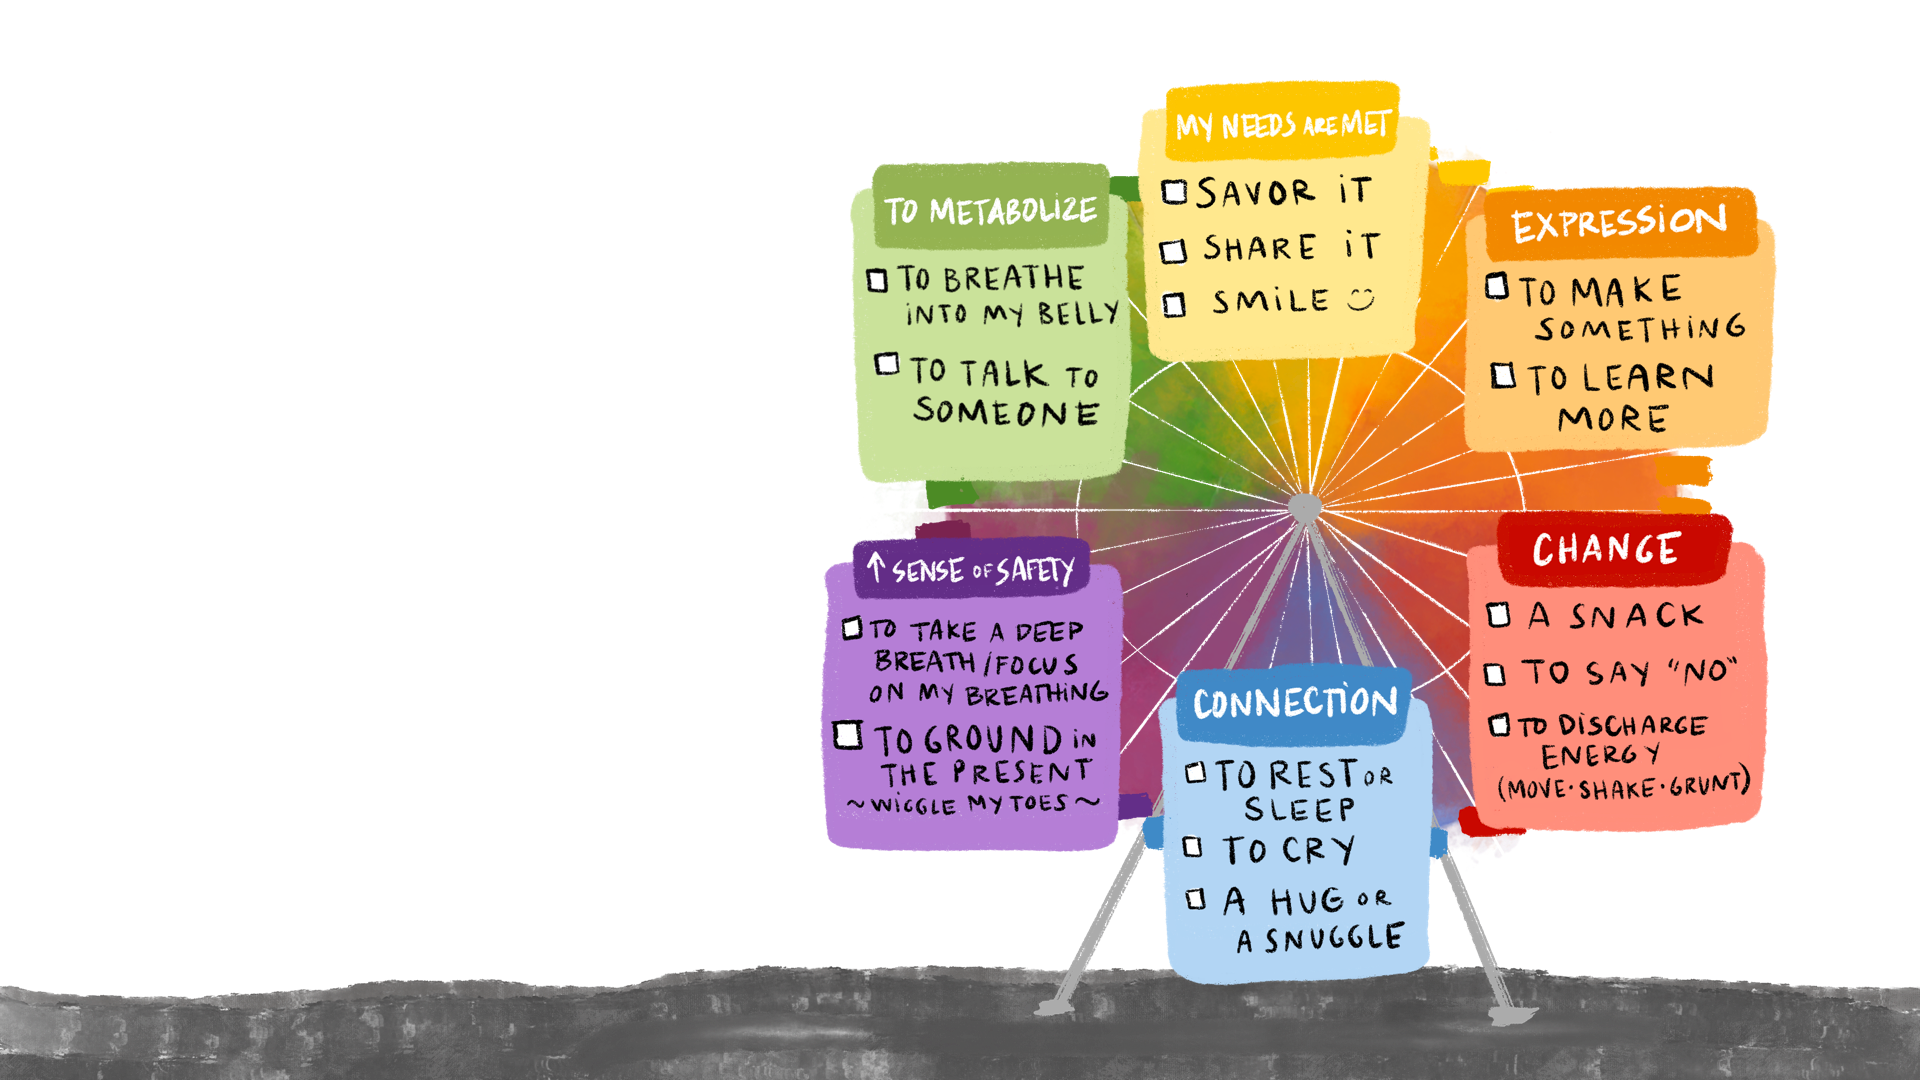 MY NEEDS ARE MET
SAVOR iT
SHARE iT
SMiLE
TO METABOLiZE
TO BREATHE
iNTO MY BELLY
TO TALK TO
SOMEONE
EXPRESSiON
TO MAKE
SOMETHiNG
TO LEARN
MORE
↑ SENSE OF SAFETY
TO TAKE A DEEP
BREATH/FOCUS
ON MY BREATHiNG
TO GROUND iN
THE PRESENT
~WiGGLE MY TOES~
CHANGE
A SNACK
TO SAY "NO"
TO DiSCHARGE
ENERGY
(MOVE·SHAKE·GRUNT)
CONNECTiON
TO REST OR
SLEEP
TO CRY
A HUG OR
A SNUGGLE